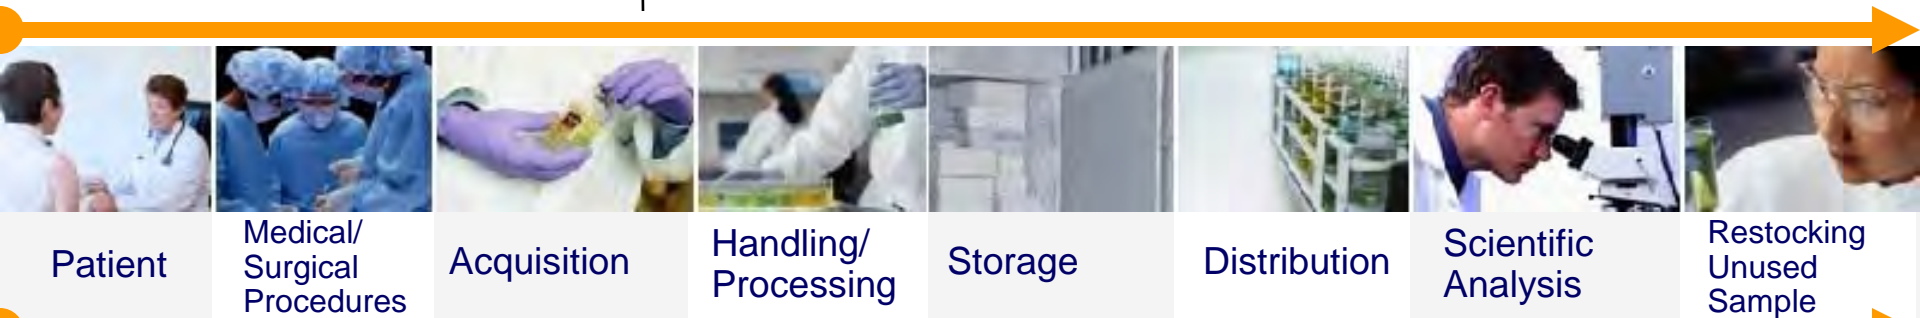 Patient
Medical/
Surgical
Procedures
Acquisition
Handling/
Processing
Storage
Distribution
Scientific
Analysis
Restocking
Unused
Sample